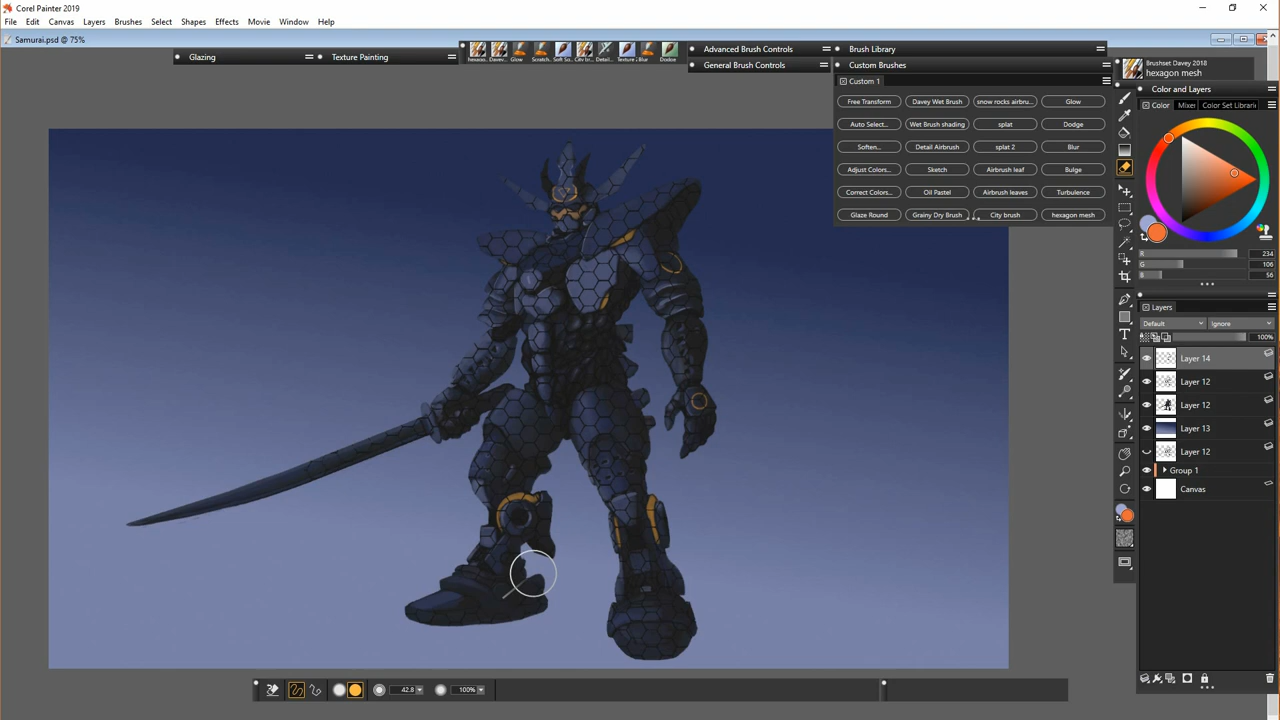 Corel Painter 2019
File Edit Canvas Layers Brushes Select Shapes Effects Movie Window Help
Samurai.psd @ 75%
Glazing
Texture Painting
Glow
Blur
Dodge
Advanced Brush Controls
General Brush Controls
Brush Library
Custom Brushes
Custom 1
Free Transform Davey Wet Brush snow rocks airbru... Glow
Auto Select... Wet Brush shading splat Dodge
Soften... Detail Airbrush splat 2 Blur
Adjust Colors... Sketch Airbrush leaf Bulge
Correct Colors... Oil Pastel Airbrush leaves Turbulence
Glaze Round Grainy Dry Brush City brush hexagon mesh
Brushset Davey 2018
hexagon mesh
Color and Layers
Color Mixer Color Set Librari
R 234
G 106
B 56
Layers
Default Ignore
100%
Layer 14
Layer 12
Layer 12
Layer 13
Layer 12
Group 1
Canvas
42.8 100%